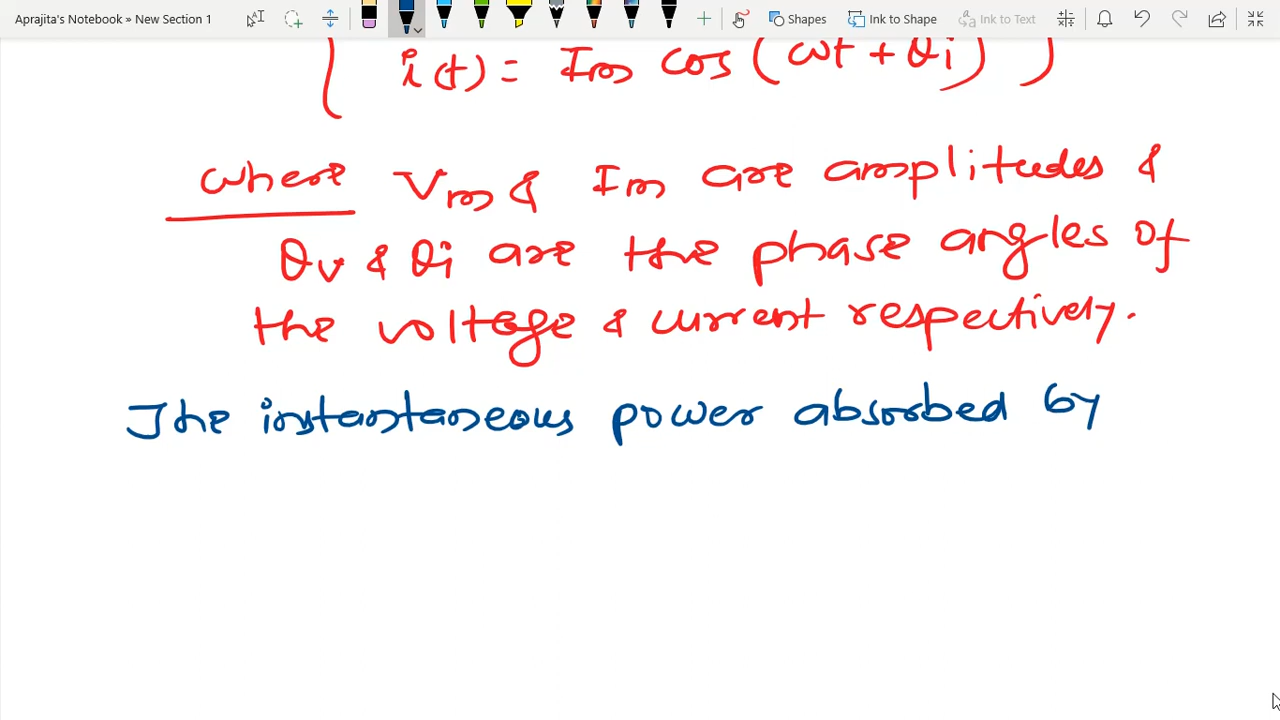 Aprajita's Notebook » New Section 1
Shapes
Ink to Shape
Ink to Text
i(t) = Im cos (ωt + θi) )
where Vm & Im are amplitudes &
θv & θi are the phase angles of
the voltage & current respectively.
The instantaneous power absorbed by